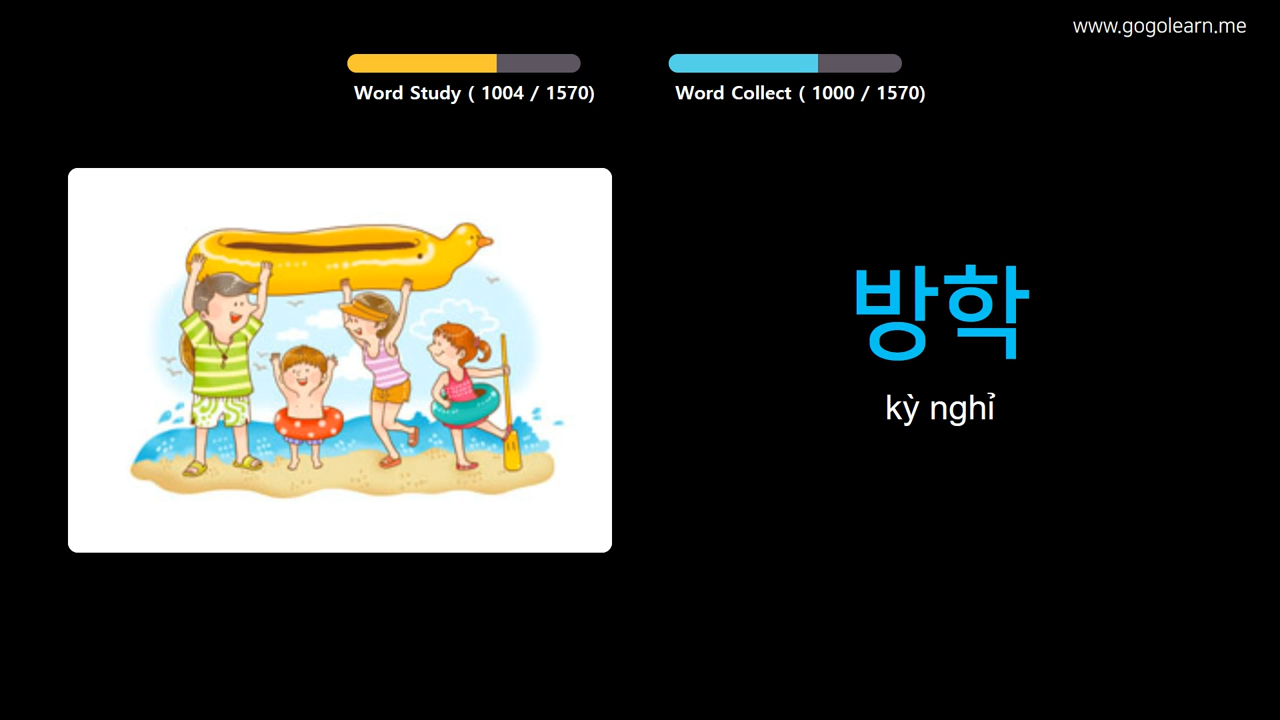 www.gogolearn.me
Word Study ( 1004 / 1570)
Word Collect ( 1000 / 1570)
방학
kỳ nghỉ